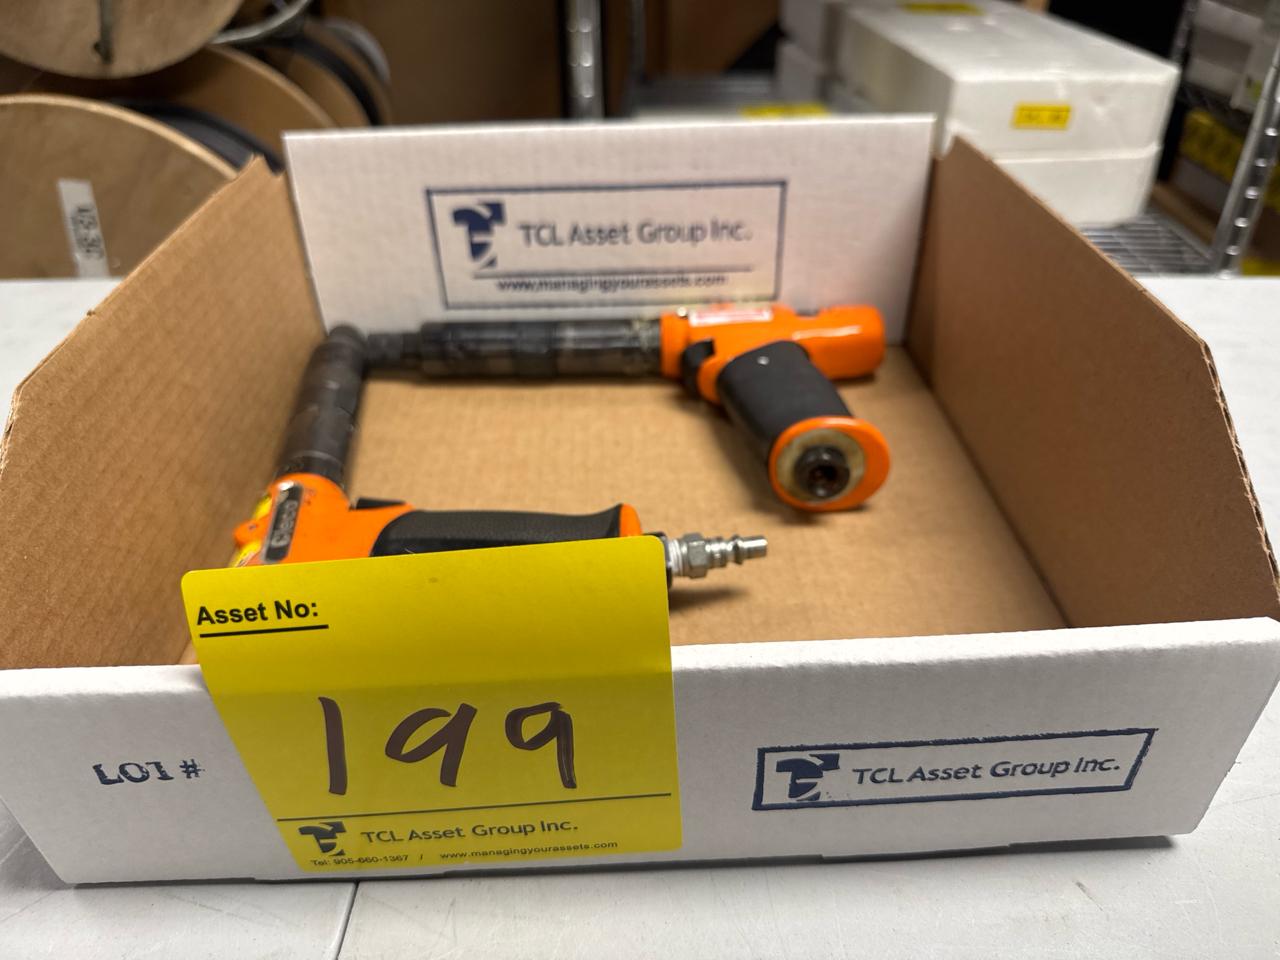 TCL Asset Group Inc.
www.managingyourassets.com
Cleco
Asset No:
199
TCL Asset Group Inc.
Tel: 905-660-1367 / www.managingyourassets.com
LOT #
TCL Asset Group Inc.